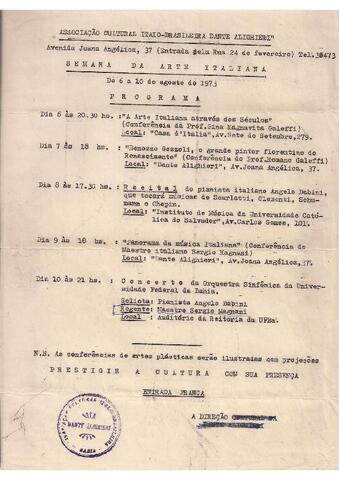 ASSOCIAÇÃO CULTURAL ITALO-BRASILEIRA DANTE ALIGHIERI"
Avenida Joana Angélica, 37 (Entrada pela Rua 24 de fevereiro) Tel.38473
SEMANA DA ARTE ITALIANA
De 6 a 10 de agosto de 1973
PROGRAMA
Dia 6 às 20.30 hs.: "A Arte Italiana através dos Séculos"
(Conferência da Prof. Gina Magnavita Galeffi)
Local: "Casa d'Italia", Av. Sete de Setembro, 279.
Dia 7 às 18 hs.: "Benozzo Gozzoli, o grande pintor florentino do
Renascimento" (Conferência do Prof. Romano Galeffi)
Local: "Dante Alighieri", Av. Joana Angélica, 37.
Dia 8 às 17.30 hs.: Recital do pianista Italiano Angelo Dabini,
que tocará músicas de Scarlatti, Clementi, Schu-
mann e Chopin.
Local: "Instituto de Música da Universidade Católi-
ca do Salvador", Av. Carlos Gomes,
Dia 9 às 18 hs.: "Panorama da música Italiana" (Conferência do
Maestro italiano Sergio Magnani)
Local: "Dante Alighieri", Av. Joana Angélica, 37.
Dia 10 às 21 hs.: Concerto da Orquestra Sinfônica da Univer-
sidade Federal da Bahia.
Solista: Pianista Angelo Dabini
Regente: Maestro Sergio Magnani
Local: Auditório da Reitoria da UFBa.
N.B. As conferências de artes plásticas serão ilustradas com projeções
PRESTIGIE A CULTURA COM SUA PRESENÇA
ENTRADA FRANCA
DANTE ALIGHIERI
BAHIA
A DIREÇÃO
DANTE ALIGHIERI